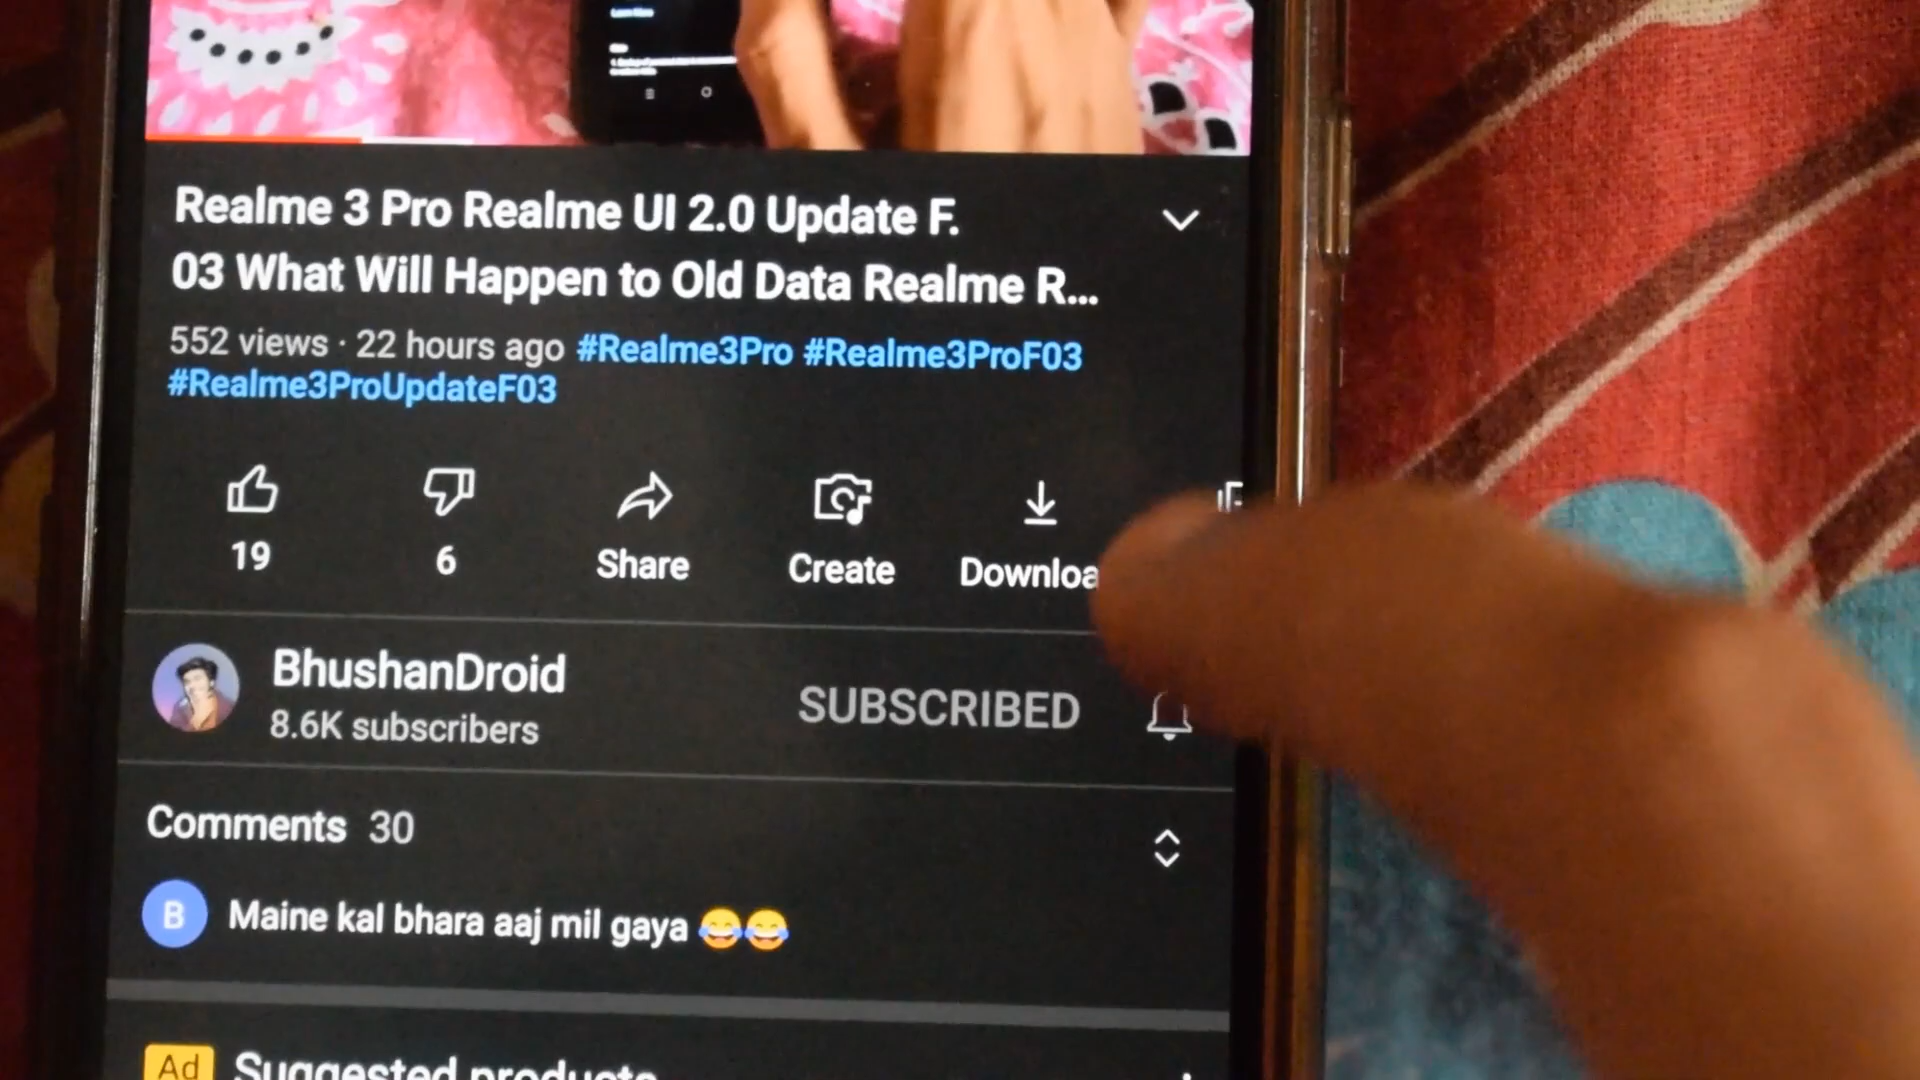 Realme 3 Pro Realme UI 2.0 Update F.
03 What Will Happen to Old Data Realme R...
552 views · 22 hours ago #Realme3Pro #Realme3ProF03
#Realme3ProUpdateF03
19
6
Share
Create
Downloa
BhushanDroid
8.6K subscribers
SUBSCRIBED
Comments 30
B
Maine kal bhara aaj mil gaya 😂😂
Ad
Suggested products